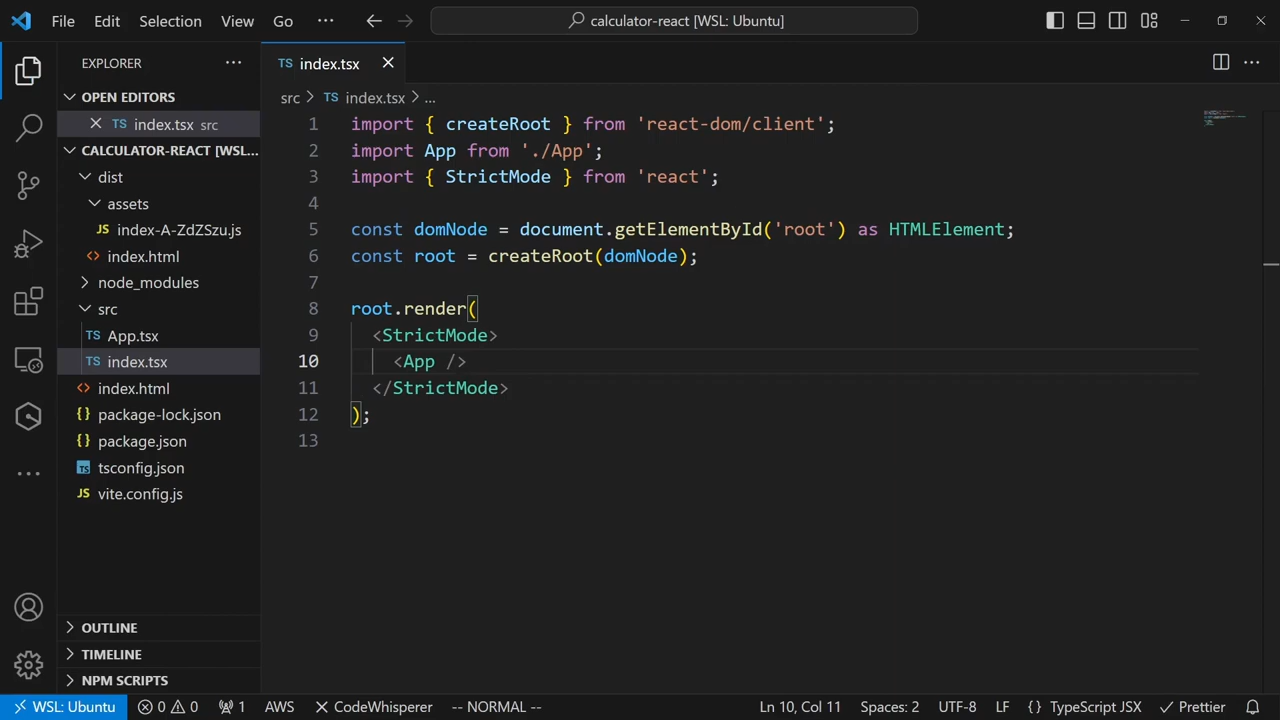 File Edit Selection View Go ··· calculator-react [WSL: Ubuntu]
EXPLORER ···
OPEN EDITORS
index.tsx src
CALCULATOR-REACT [WSL...
dist
assets
JS index-A-ZdZSzu.js
<> index.html
node_modules
src
TS App.tsx
TS index.tsx
<> index.html
{} package-lock.json
{} package.json
TS tsconfig.json
JS vite.config.js
OUTLINE
TIMELINE
NPM SCRIPTS
TS index.tsx
src > TS index.tsx > ...
1 import { createRoot } from 'react-dom/client';
2 import App from './App';
3 import { StrictMode } from 'react';
4
5 const domNode = document.getElementById('root') as HTMLElement;
6 const root = createRoot(domNode);
7
8 root.render(
9   <StrictMode>
10     <App />
11   </StrictMode>
12 );
13
WSL: Ubuntu 0 0 1 AWS CodeWhisperer -- NORMAL -- Ln 10, Col 11 Spaces: 2 UTF-8 LF {} TypeScript JSX Prettier